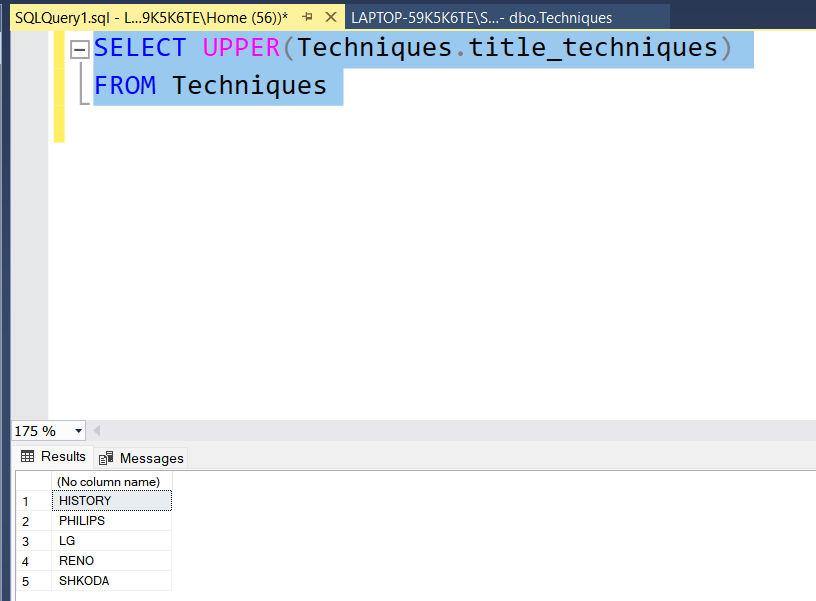 SQLQuery1.sql - L...9K5K6TE\Home (56))* LAPTOP-59K5K6TE\S...- dbo.Techniques
SELECT UPPER(Techniques.title_techniques)
FROM Techniques
175 %
Results Messages
(No column name)
1 HISTORY
2 PHILIPS
3 LG
4 RENO
5 SHKODA